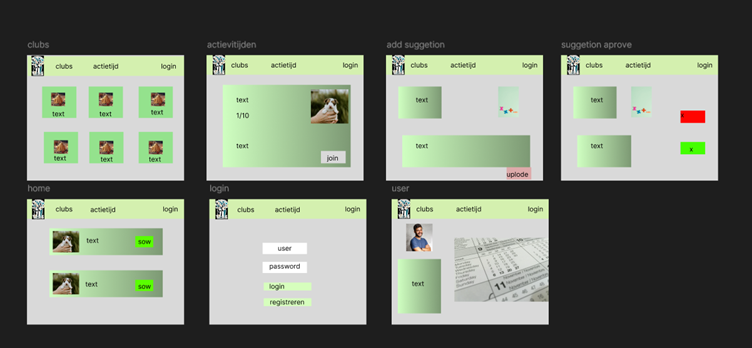 clubs
clubs actietijd login
text text text
text text text
actievitijden
clubs actietijd login
text
1/10
text
join
add suggetion
clubs actietijd login
text
text
uplode
suggetion aprove
clubs actietijd login
text
text
x
home
clubs actietijd login
text sow
text sow
login
clubs actietijd login
user
password
login
registreren
user
clubs actietijd login
text
11